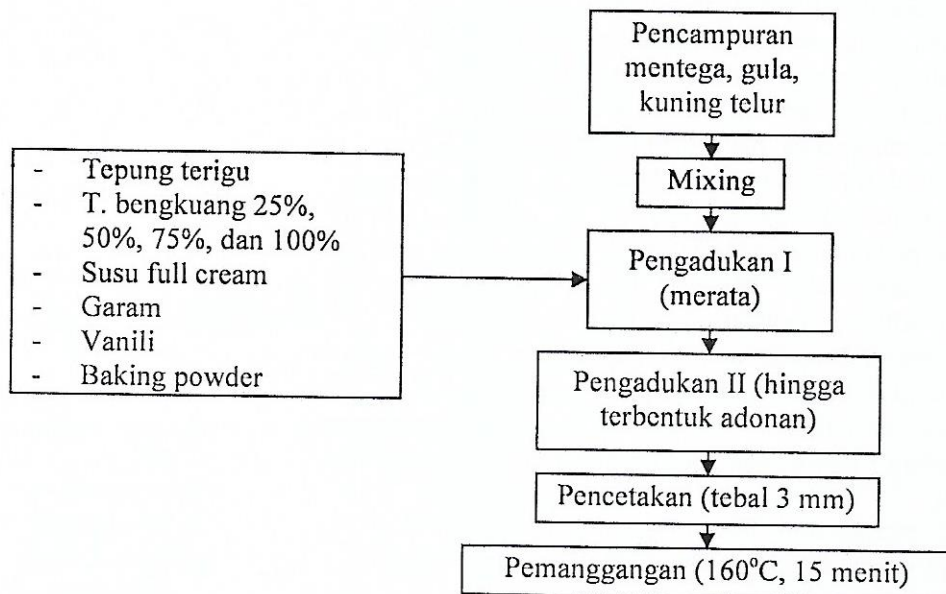 Pencampuran
mentega, gula,
kuning telur
Mixing
- Tepung terigu
- T. bengkuang 25%,
50%, 75%, dan 100%
- Susu full cream
- Garam
- Vanili
- Baking powder
Pengadukan I
(merata)
Pengadukan II (hingga
terbentuk adonan)
Pencetakan (tebal 3 mm)
Pemanggangan (160°C, 15 menit)